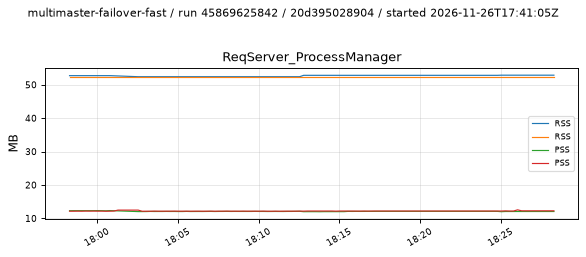 multimaster-failover-fast / run 45869625842 / 20d395028904 / started 2026-11-26T17:41:05Z
ReqServer_ProcessManager
MB
50
40
30
20
10
RSS
RSS
PSS
PSS
18:00
18:05
18:10
18:15
18:20
18:25